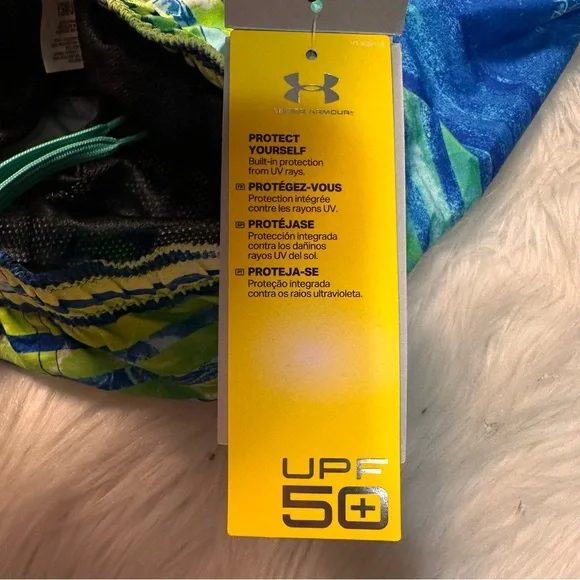 UNDER ARMOUR
PROTECT
YOURSELF
Built-in protection
from UV rays.
FR PROTÉGEZ-VOUS
Protection intégrée
contre les rayons UV.
PROTÉJASE
Protección integrada
contra los dañinos
rayos UV del sol.
PT PROTEJA-SE
Proteção integrada
contra os raios ultravioleta.
UPF
50+